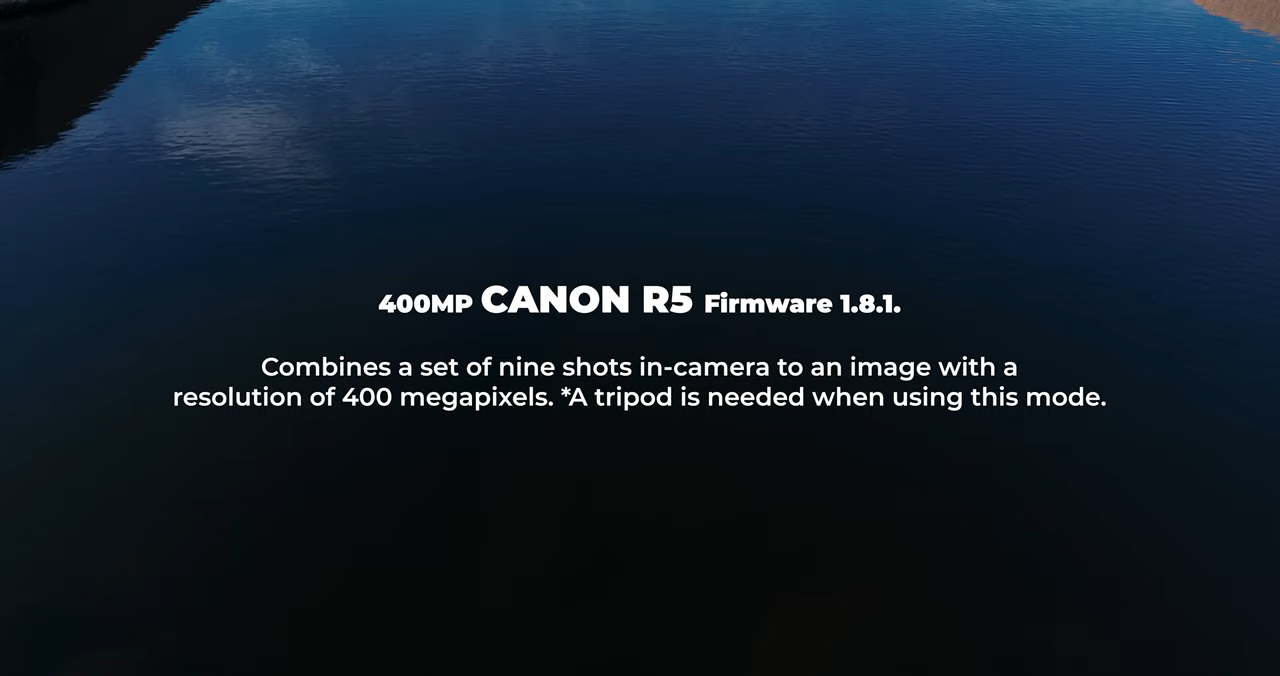 400MP CANON R5 Firmware 1.8.1.
Combines a set of nine shots in-camera to an image with a
resolution of 400 megapixels. *A tripod is needed when using this mode.